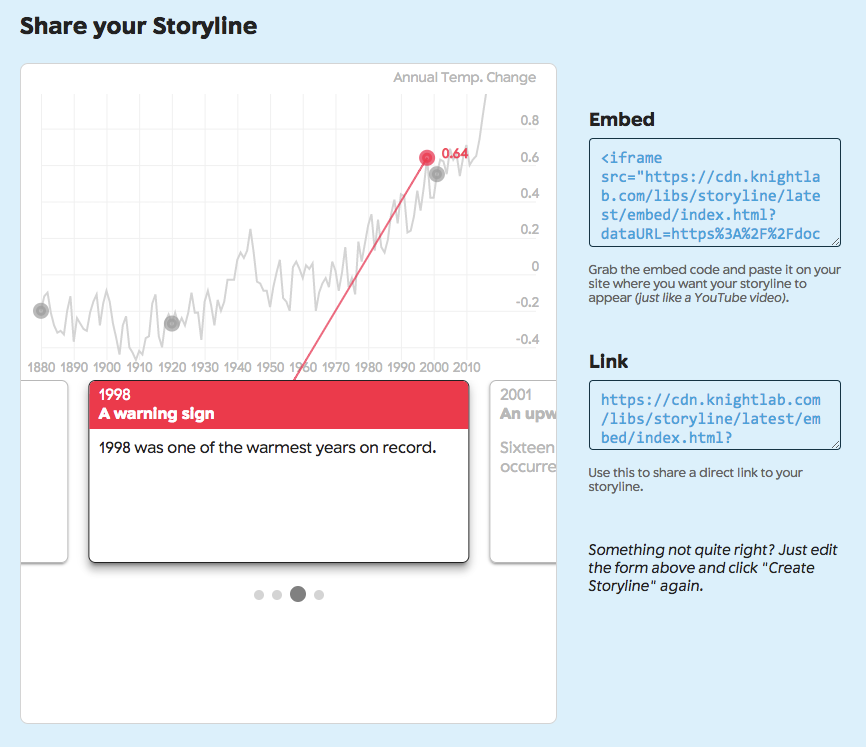 Share your Storyline
Annual Temp. Change
0.8
0.64
0.6
0.4
0.2
0
-0.2
-0.4
1880 1890 1900 1910 1920 1930 1940 1950 1960 1970 1980 1990 2000 2010
1998
A warning sign
1998 was one of the warmest years on record.
2001
An upw
Sixteen
occurre
Embed
<iframe
src="https://cdn.knightla
b.com/libs/storyline/late
st/embed/index.html?
dataURL=https%3A%2F%2Fdoc
Grab the embed code and paste it on your
site where you want your storyline to
appear (just like a YouTube video).
Link
https://cdn.knightlab.com
/libs/storyline/latest/em
bed/index.html?
Use this to share a direct link to your
storyline.
Something not quite right? Just edit
the form above and click "Create
Storyline" again.